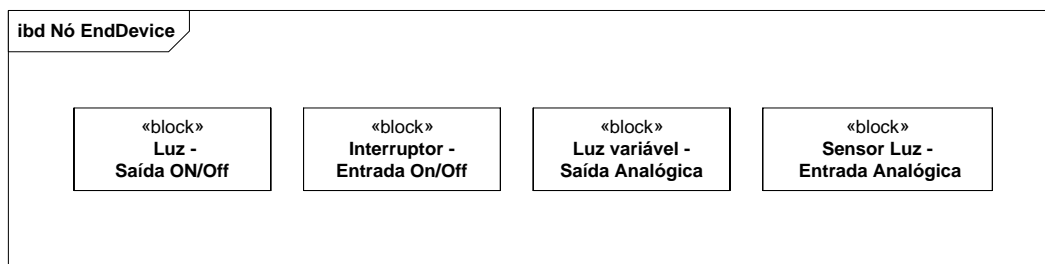 ibd Nó EndDevice
«block»
Luz -
Saída ON/Off
«block»
Interruptor -
Entrada On/Off
«block»
Luz variável -
Saída Analógica
«block»
Sensor Luz -
Entrada Analógica